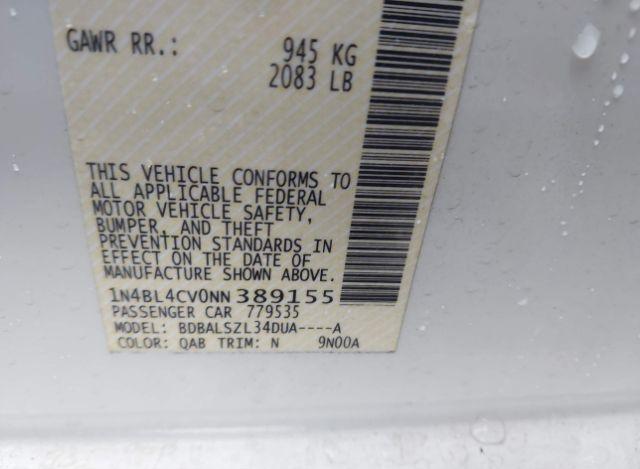 GAWR RR.: 945 KG
2083 LB
THIS VEHICLE CONFORMS TO
ALL APPLICABLE FEDERAL
MOTOR VEHICLE SAFETY,
BUMPER, AND THEFT
PREVENTION STANDARDS IN
EFFECT ON THE DATE OF
MANUFACTURE SHOWN ABOVE.
1N4BL4CV0NN389155
PASSENGER CAR 779535
MODEL: BDBALSZL34DUA----A
COLOR: QAB TRIM: N 9N00A